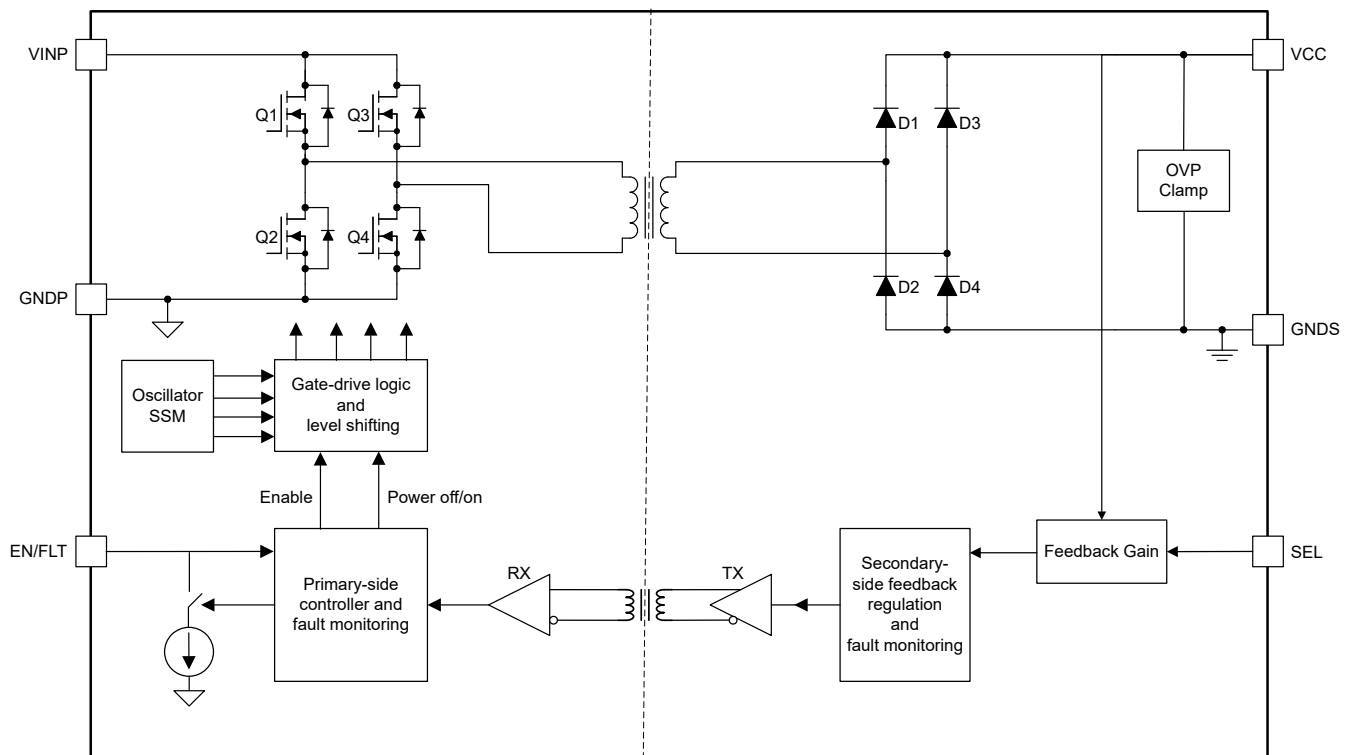 VINP
VCC
Q1
Q3
D1
D3
OVP
Clamp
Q2
Q4
D2
D4
GNDP
GNDS
Oscillator
SSM
Gate-drive logic
and
level shifting
Enable
Power off/on
EN/FLT
Primary-side
controller and
fault monitoring
RX
TX
Secondary-
side feedback
regulation
and
fault monitoring
Feedback Gain
SEL